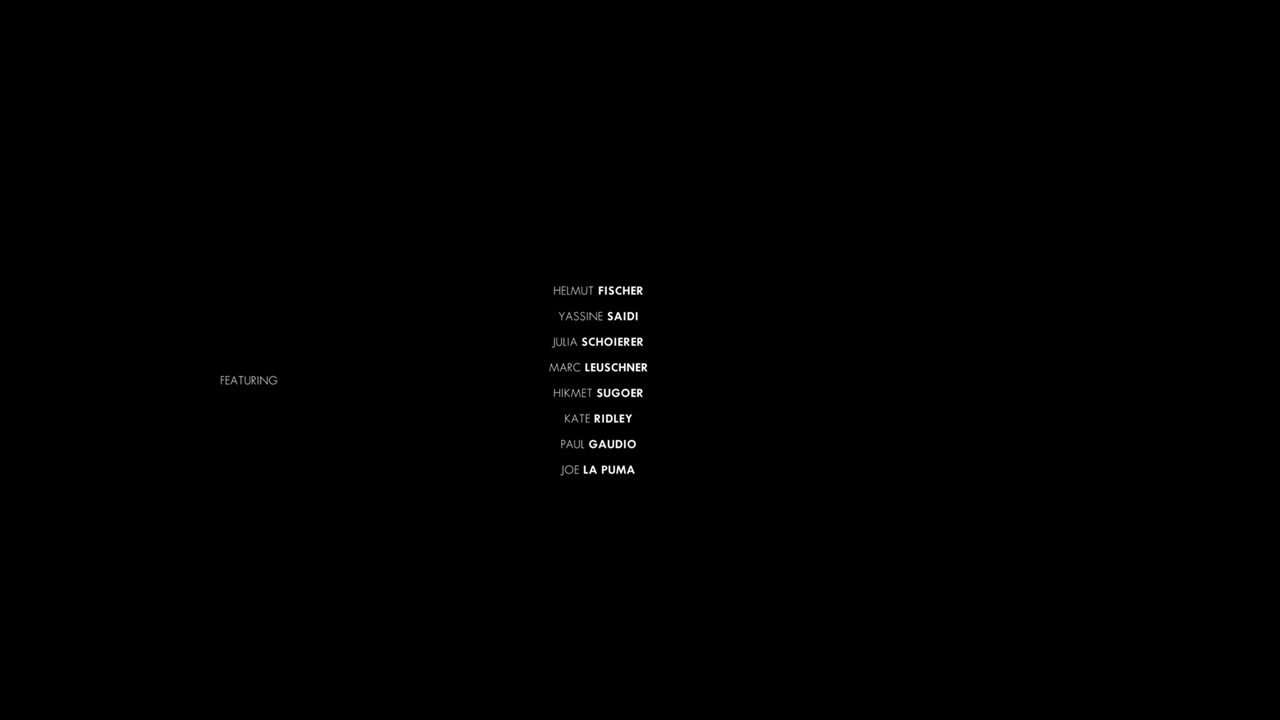 HELMUT FISCHER
YASSINE SAIDI
JULIA SCHOIERER
MARC LEUSCHNER
FEATURING
HIKMET SUGOER
KATE RIDLEY
PAUL GAUDIO
JOE LA PUMA